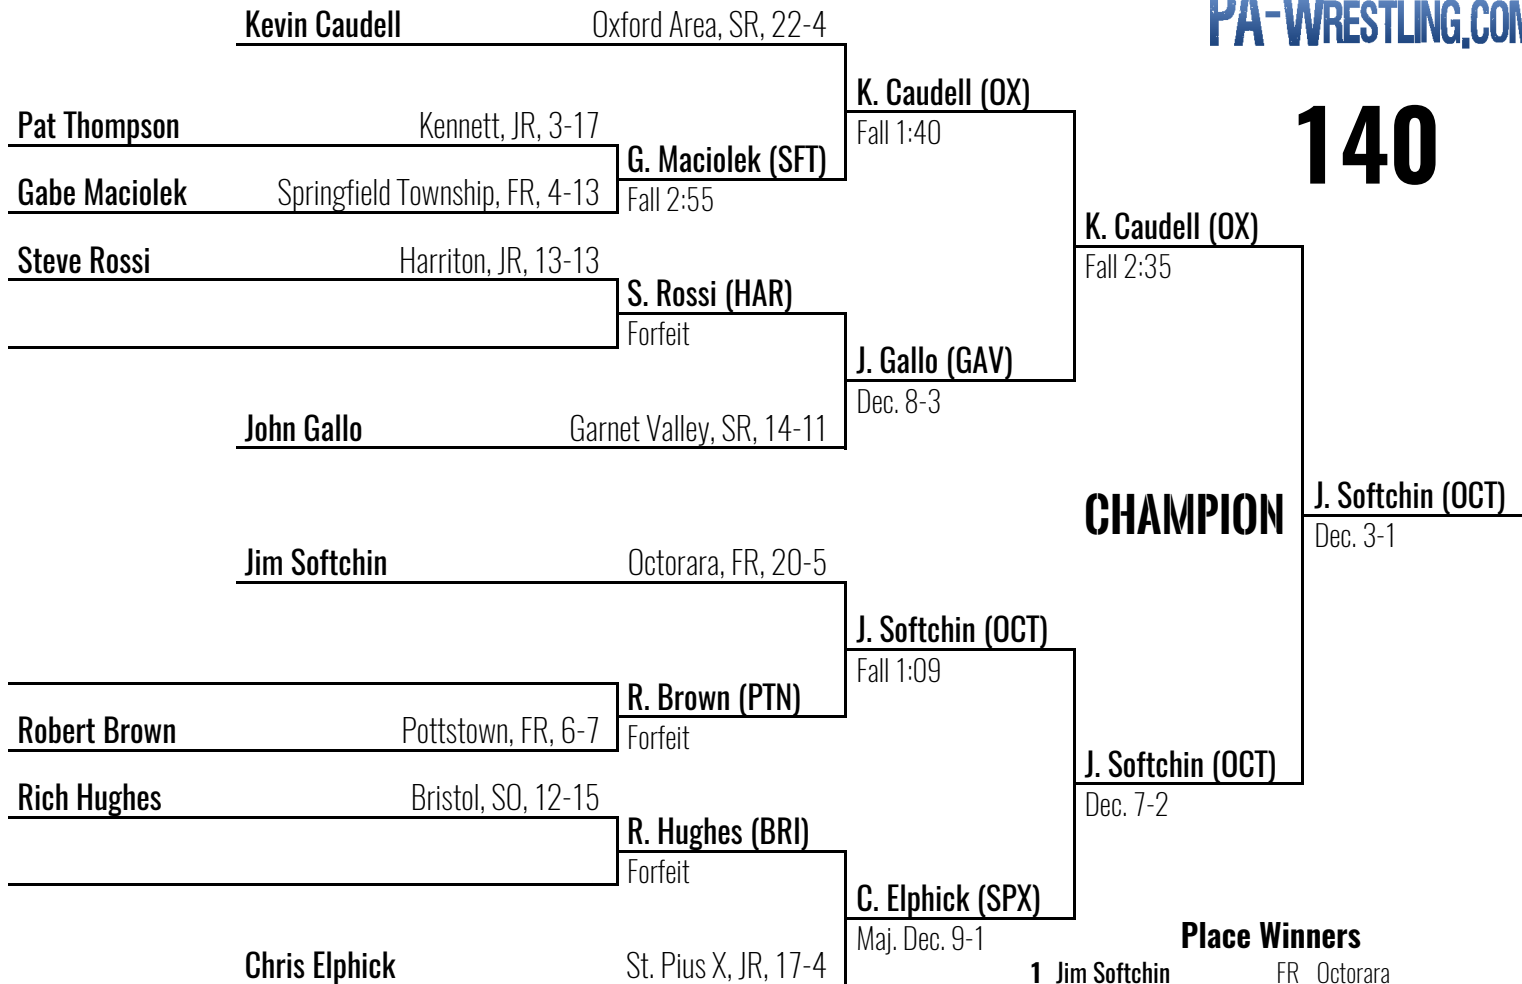 PA-WRESTLING.COM
140
Kevin Caudell Oxford Area, SR, 22-4
K. Caudell (OX)
Fall 1:40
Pat Thompson Kennett, JR, 3-17
G. Maciolek (SFT)
Gabe Maciolek Springfield Township, FR, 4-13
Fall 2:55
K. Caudell (OX)
Fall 2:35
Steve Rossi Harriton, JR, 13-13
S. Rossi (HAR)
Forfeit
J. Gallo (GAV)
Dec. 8-3
John Gallo Garnet Valley, SR, 14-11
CHAMPION
J. Softchin (OCT)
Dec. 3-1
Jim Softchin Octorara, FR, 20-5
J. Softchin (OCT)
Fall 1:09
R. Brown (PTN)
Robert Brown Pottstown, FR, 6-7
Forfeit
J. Softchin (OCT)
Dec. 7-2
Rich Hughes Bristol, SO, 12-15
R. Hughes (BRI)
Forfeit
C. Elphick (SPX)
Maj. Dec. 9-1
Chris Elphick St. Pius X, JR, 17-4
Place Winners
1 Jim Softchin FR Octorara